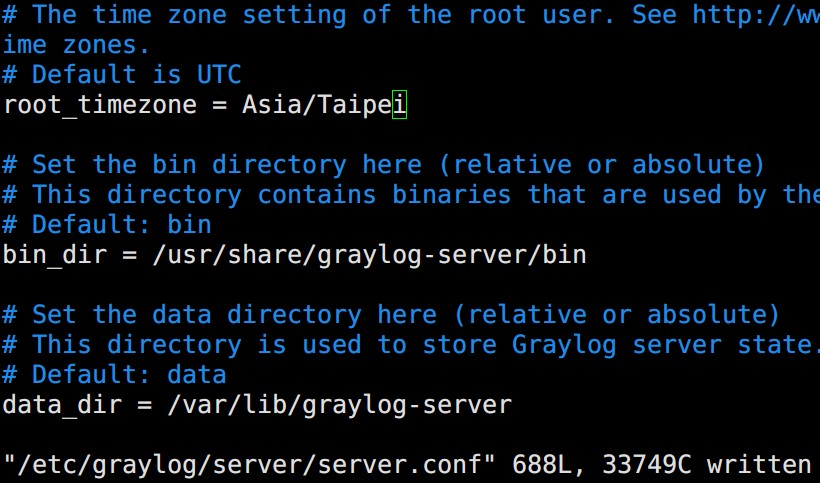 # The time zone setting of the root user. See http://ww
ime zones.
# Default is UTC
root_timezone = Asia/Taipei
# Set the bin directory here (relative or absolute)
# This directory contains binaries that are used by the
# Default: bin
bin_dir = /usr/share/graylog-server/bin
# Set the data directory here (relative or absolute)
# This directory is used to store Graylog server state.
# Default: data
data_dir = /var/lib/graylog-server
"/etc/graylog/server/server.conf" 688L, 33749C written